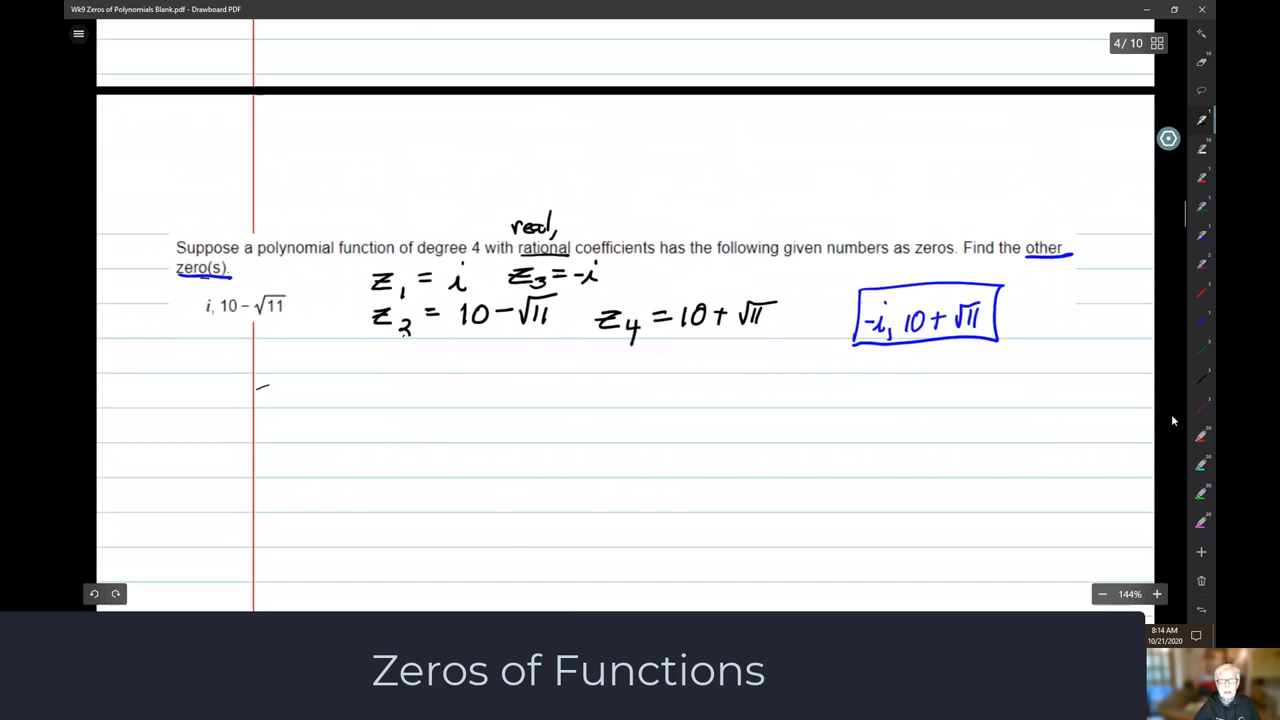 Wk9 Zeros of Polynomials Blank.pdf - Drawboard PDF
4 / 10
real,
Suppose a polynomial function of degree 4 with rational coefficients has the following given numbers as zeros. Find the other
zero(s).
i, 10 − √11
z₁ = i z₃ = -i
z₂ = 10 − √11 z₄ = 10 + √11
-i, 10 + √11
144%
8:14 AM
10/21/2020
Zeros of Functions